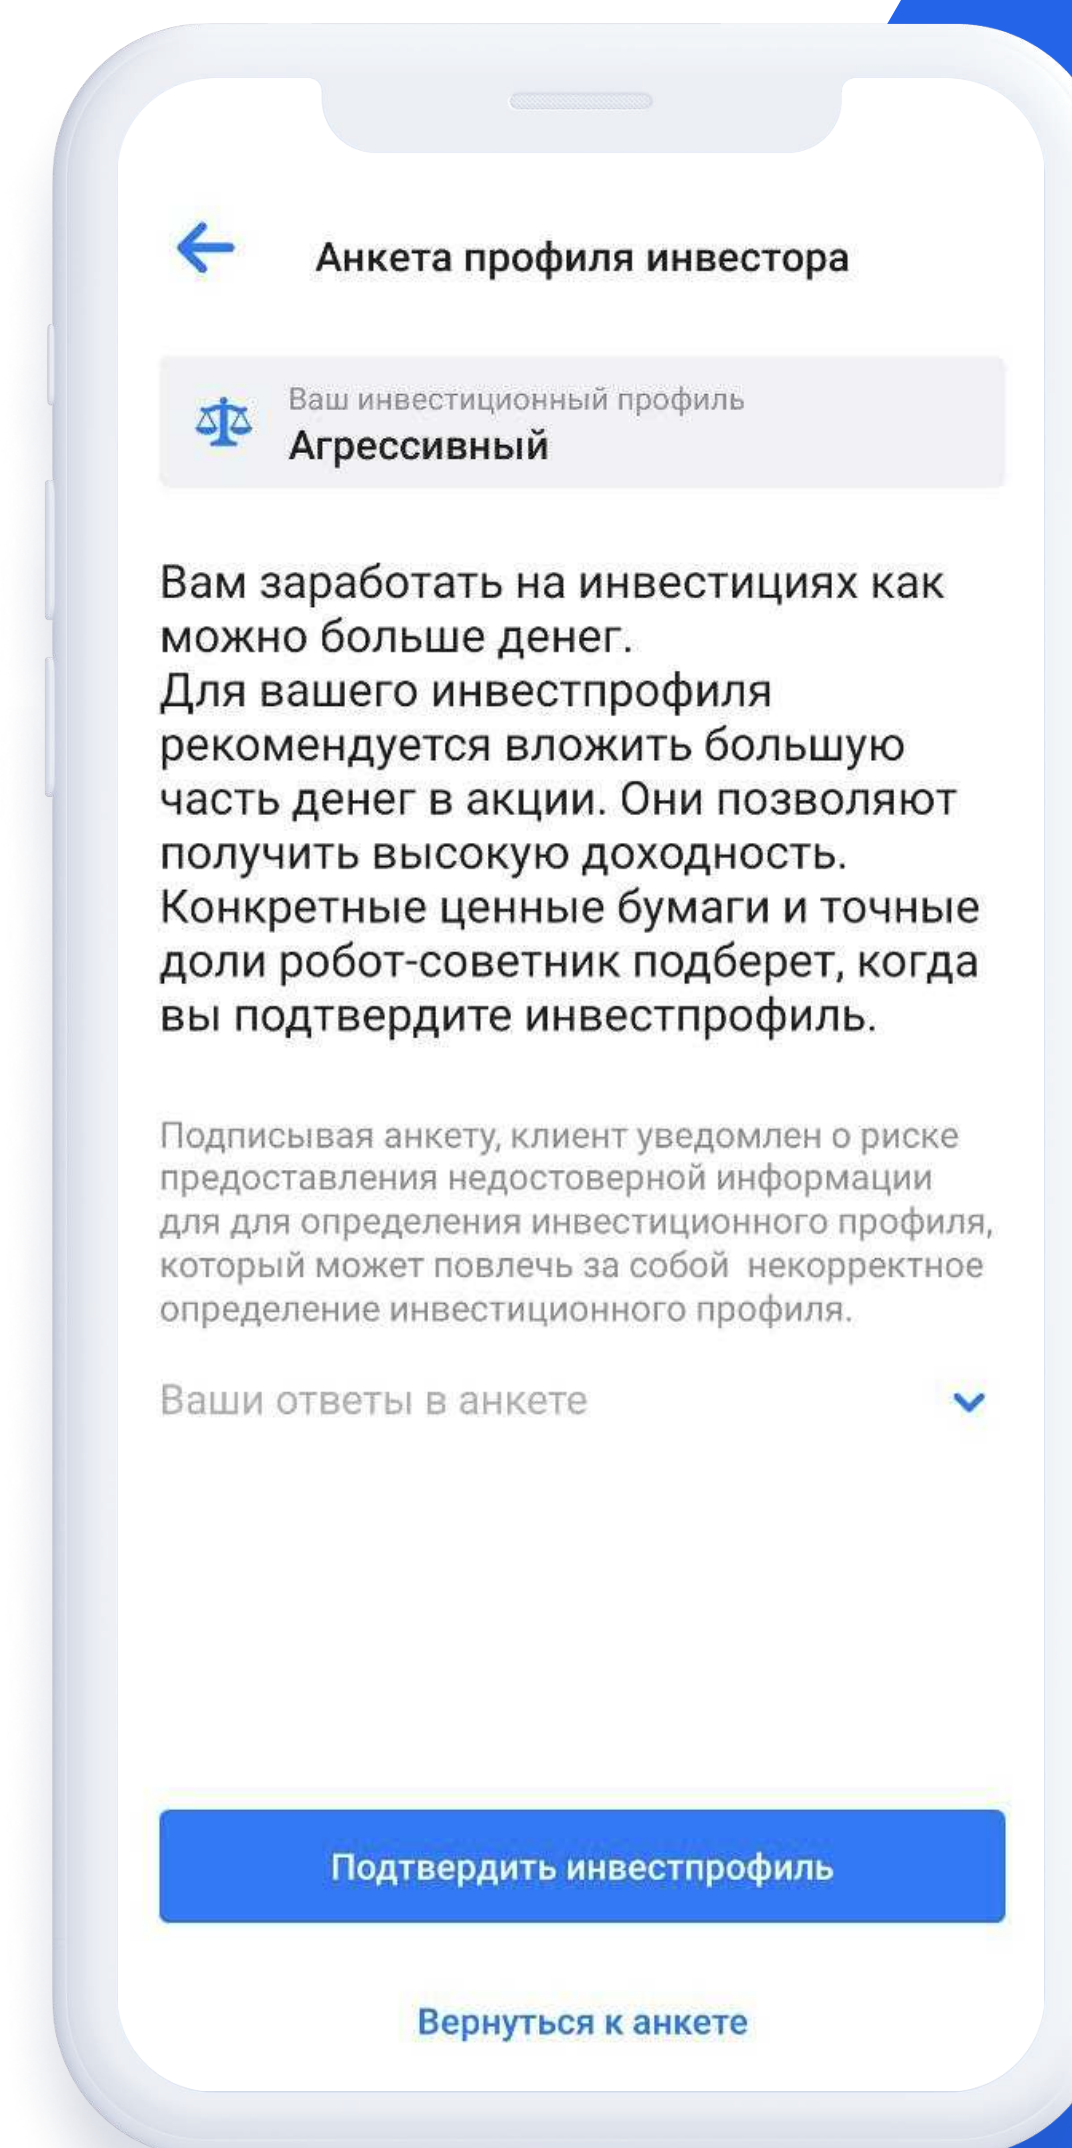 Анкета профиля инвестора
Ваш инвестиционный профиль
Агрессивный
Вам заработать на инвестициях как
можно больше денег.
Для вашего инвестпрофиля
рекомендуется вложить большую
часть денег в акции. Они позволяют
получить высокую доходность.
Конкретные ценные бумаги и точные
доли робот-советник подберет, когда
вы подтвердите инвестпрофиль.
Подписывая анкету, клиент уведомлен о риске
предоставления недостоверной информации
для для определения инвестиционного профиля,
который может повлечь за собой  некорректное
определение инвестиционного профиля.
Ваши ответы в анкете
Подтвердить инвестпрофиль
Вернуться к анкете